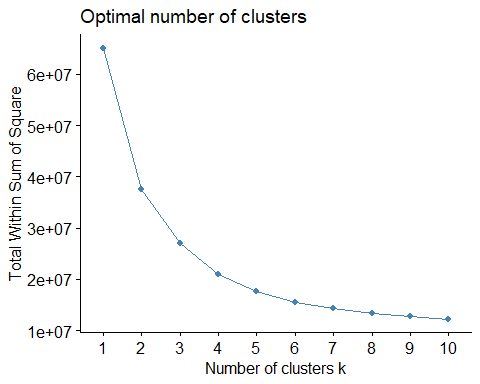 Optimal number of clusters
Total Within Sum of Square
6e+07
5e+07
4e+07
3e+07
2e+07
1e+07
1 2 3 4 5 6 7 8 9 10
Number of clusters k